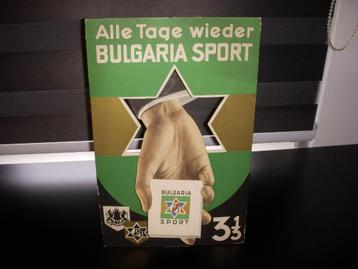 Alle Tage wieder
BULGARIA SPORT
BULGARIA
SPORT
3 1/3